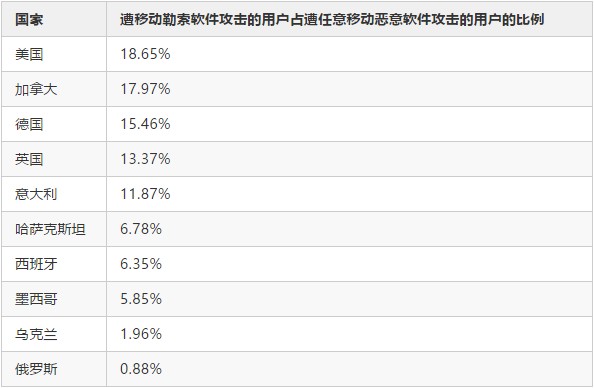 国家 遭移动勒索软件攻击的用户占遭任意移动恶意软件攻击的用户的比例
美国 18.65%
加拿大 17.97%
德国 15.46%
英国 13.37%
意大利 11.87%
哈萨克斯坦 6.78%
西班牙 6.35%
墨西哥 5.85%
乌克兰 1.96%
俄罗斯 0.88%